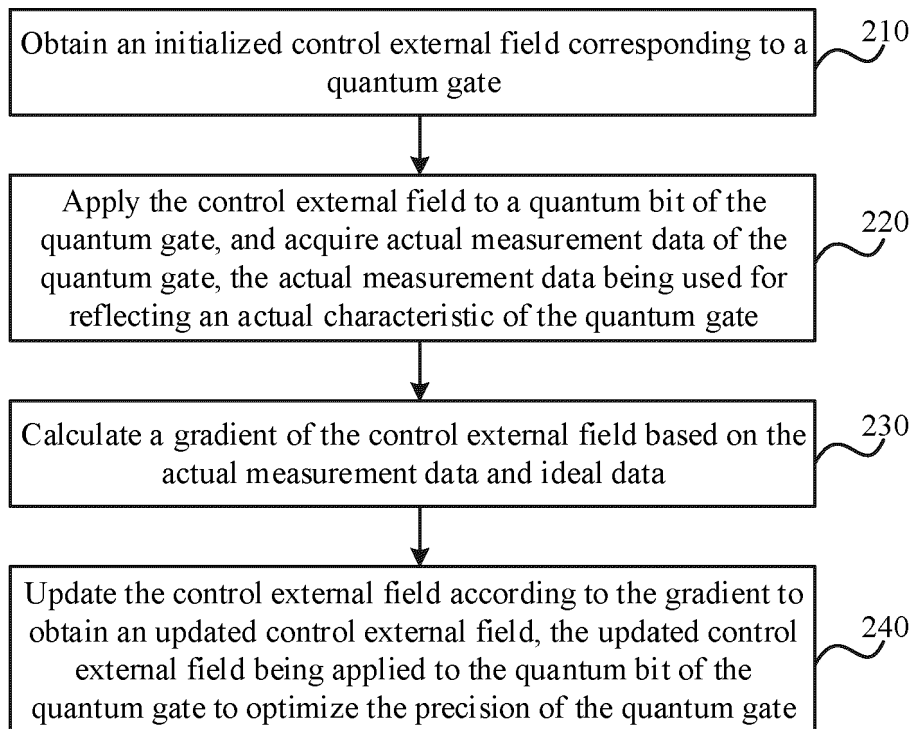 Obtain an initialized control external field corresponding to a
quantum gate
210
Apply the control external field to a quantum bit of the
quantum gate, and acquire actual measurement data of the
quantum gate, the actual measurement data being used for
reflecting an actual characteristic of the quantum gate
220
Calculate a gradient of the control external field based on the
actual measurement data and ideal data
230
Update the control external field according to the gradient to
obtain an updated control external field, the updated control
external field being applied to the quantum bit of the
quantum gate to optimize the precision of the quantum gate
240